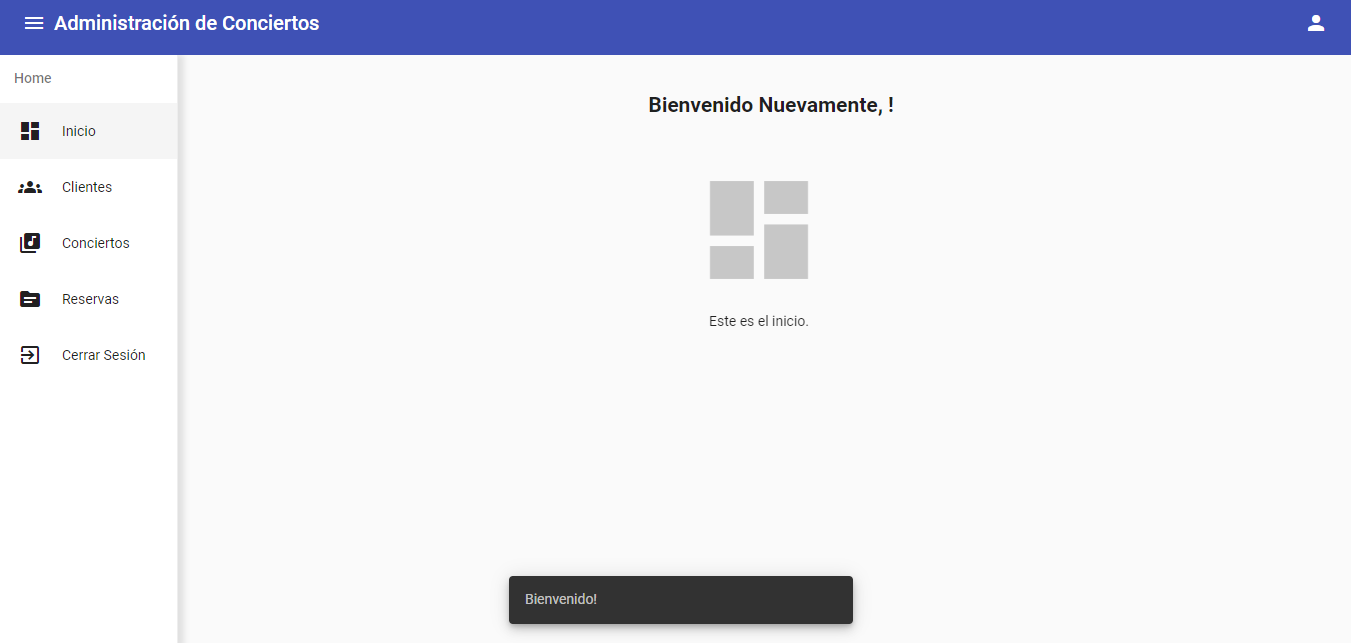 Administración de Conciertos
Home
Inicio
Clientes
Conciertos
Reservas
Cerrar Sesión
Bienvenido Nuevamente, !
Este es el inicio.
Bienvenido!